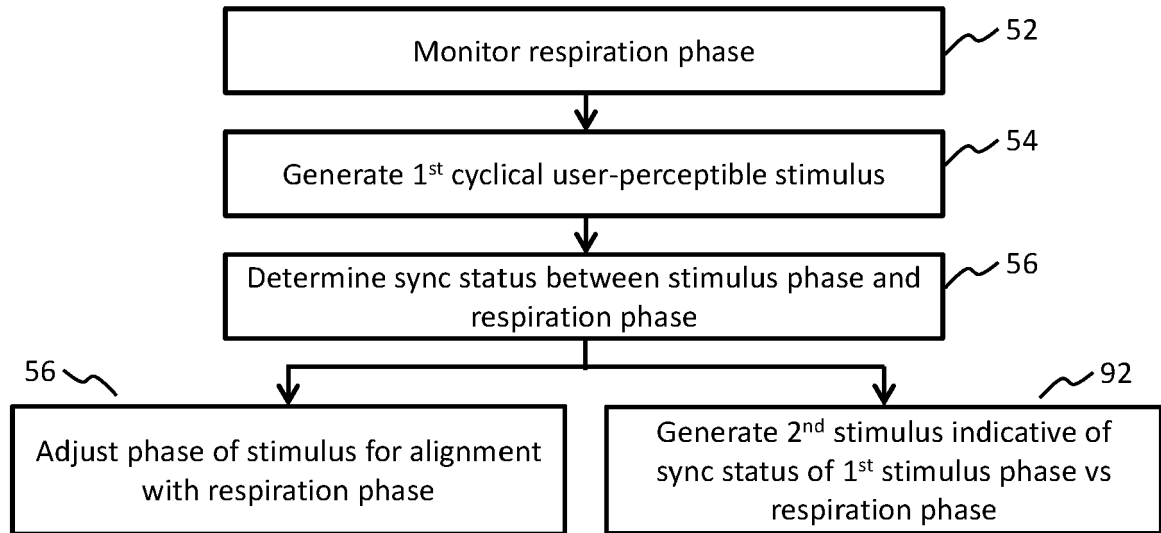 Monitor respiration phase
52
Generate 1st cyclical user-perceptible stimulus
54
Determine sync status between stimulus phase and
respiration phase
56
56
Adjust phase of stimulus for alignment
with respiration phase
92
Generate 2nd stimulus indicative of
sync status of 1st stimulus phase vs
respiration phase